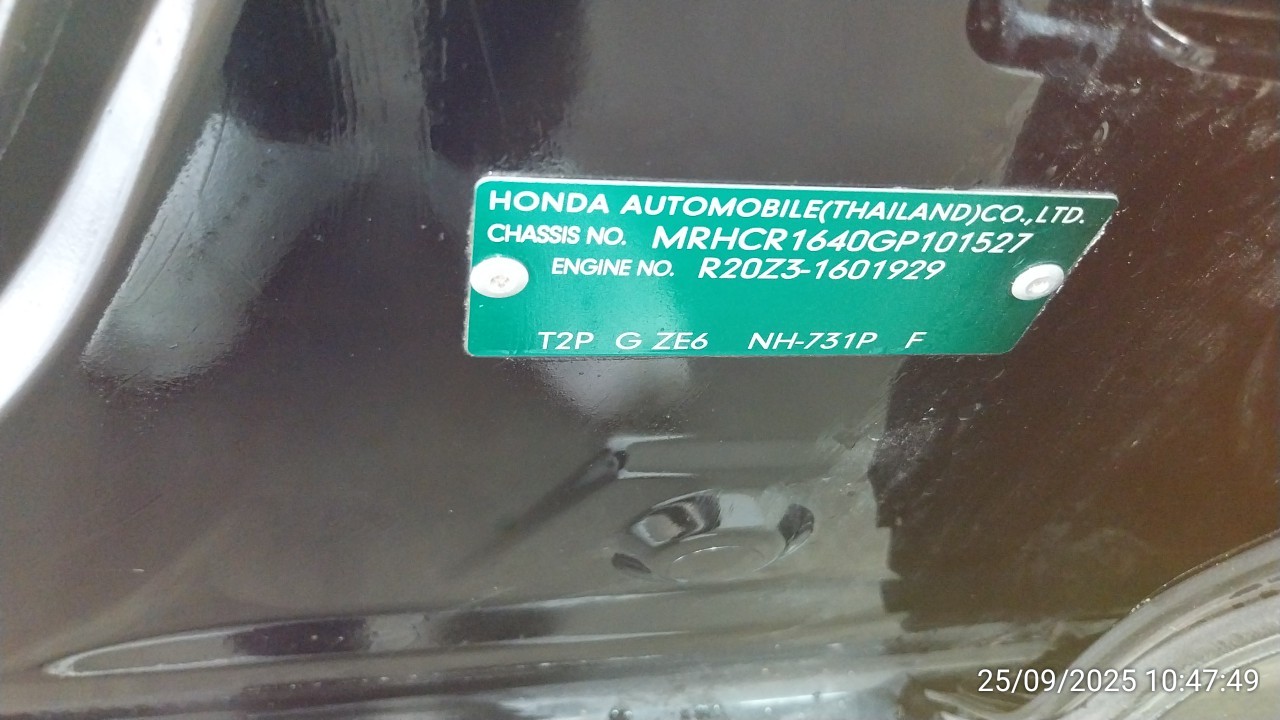 HONDA AUTOMOBILE(THAILAND)CO.,LTD.
CHASSIS NO. MRHCR1640GP101527
ENGINE NO. R20Z3-1601929
T2P G ZE6 NH-731P F
25/09/2025 10:47:49